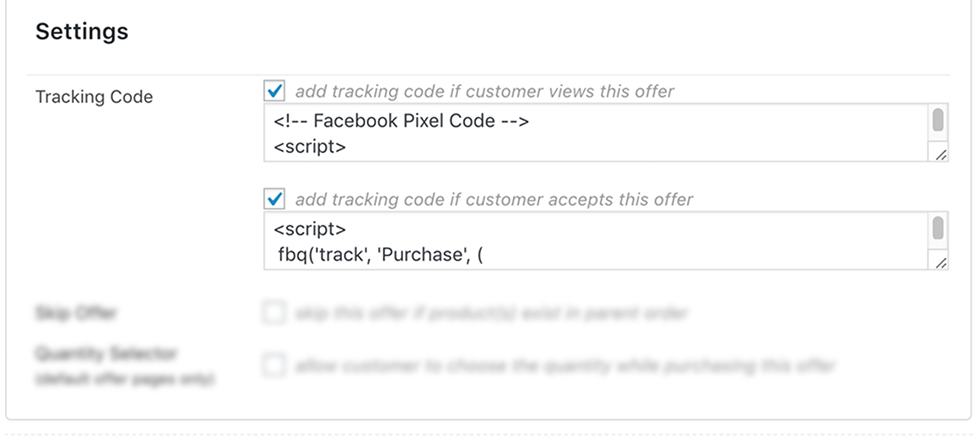 Settings
Tracking Code
add tracking code if customer views this offer
<!-- Facebook Pixel Code -->
<script>
add tracking code if customer accepts this offer
<script>
fbq('track', 'Purchase', (
Skip Offer
skip this offer if product(s) exist in parent order
Quantity Selector
(default offer pages only)
allow customer to choose the quantity while purchasing this offer